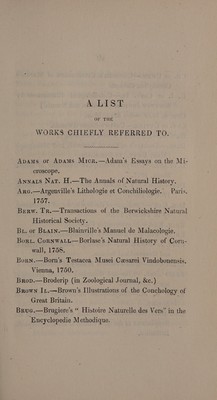 A LIST
OF THE
WORKS CHIEFLY REFERRED TO.
ADAMS or ADAMS MICR.—Adam's Essays on the Mi-
croscope.
ANNALS NAT. H.—The Annals of Natural History.
ARG.—Argenville's Lithologie et Conchiliologie. Paris.
1757.
BERW. TR.—Transactions of the Berwickshire Natural
Historical Society.
BL. or BLAIN.—Blainville's Manuel de Malacologie.
BORL. CORNWALL—Borlase's Natural History of Corn-
wall, 1758.
BORN.—Born's Testacea Musei Cæsarei Vindobonensis,
Vienna, 1750.
BROD.—Broderip (in Zoological Journal, &c.)
BROWN IL.—Brown's Illustrations of the Conchology of
Great Britain.
BRUG.—Brugiere's "Histoire Naturelle des Vers" in the
Encyclopedie Methodique.